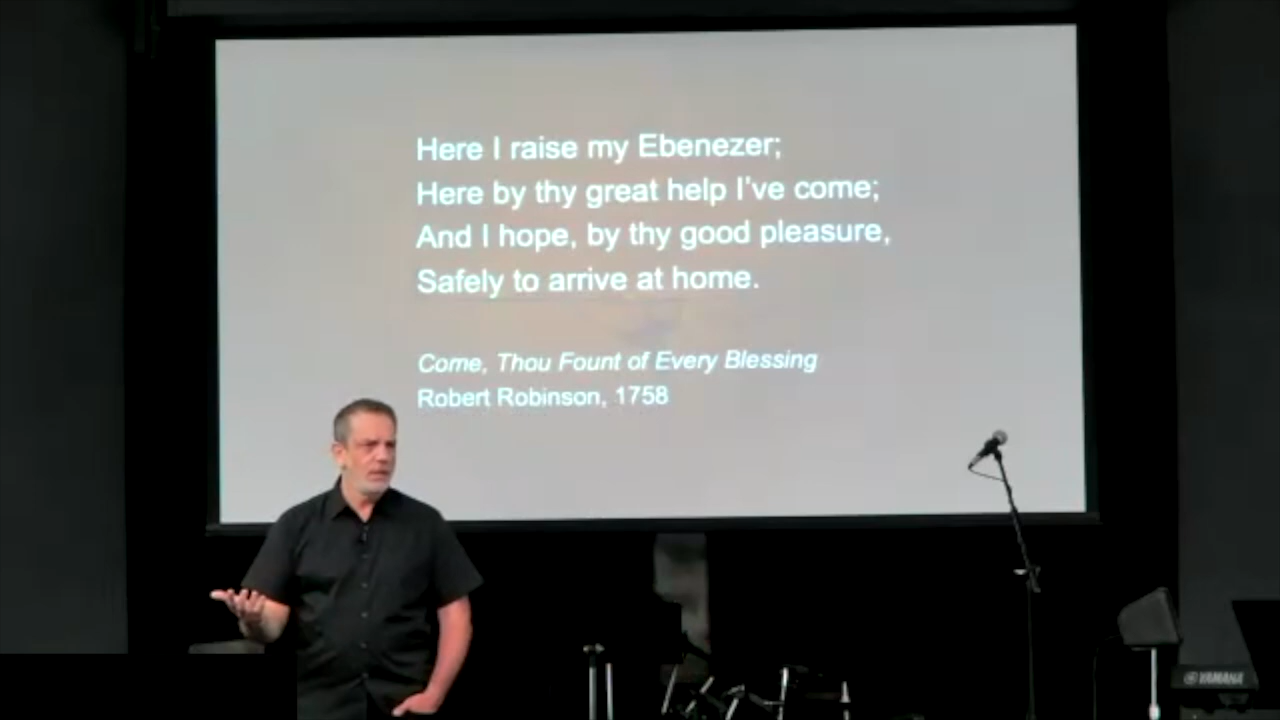 Here I raise my Ebenezer;
Here by thy great help I've come;
And I hope, by thy good pleasure,
Safely to arrive at home.
Come, Thou Fount of Every Blessing
Robert Robinson, 1758
YAMAHA